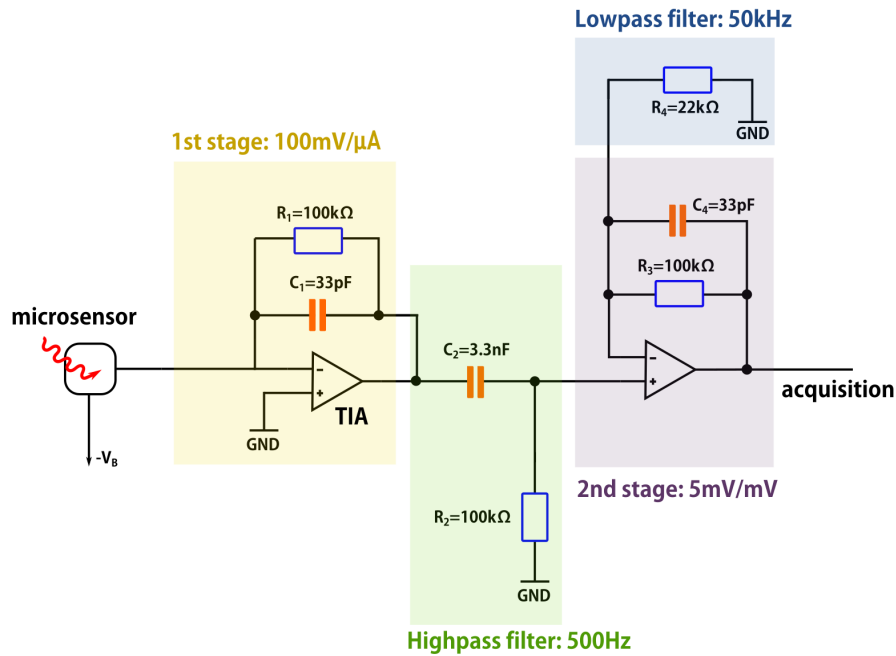 Lowpass filter: 50kHz
R₄=22kΩ
GND
1st stage: 100mV/µA
R₁=100kΩ
C₄=33pF
R₃=100kΩ
C₁=33pF
microsensor
C₂=3.3nF
−
+
−
+
TIA
GND
acquisition
-V_B
2nd stage: 5mV/mV
R₂=100kΩ
GND
Highpass filter: 500Hz